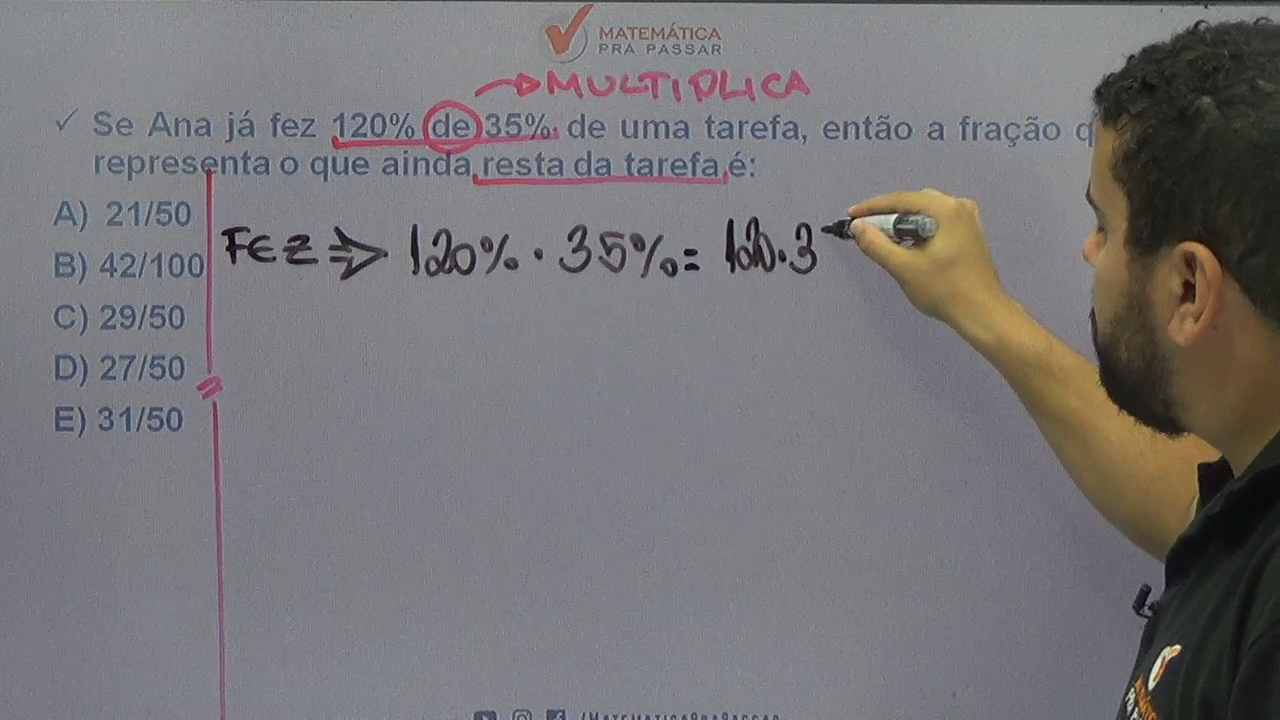 MATEMÁTICA
PRA PASSAR
MULTIPLICA
✓ Se Ana já fez 120% de 35% de uma tarefa, então a fração
representa o que ainda resta da tarefa é:
A) 21/50
B) 42/100
C) 29/50
D) 27/50
E) 31/50
FEZ ⇒ 120% · 35% = 120·3
/MATEMATICAPRAPASSAR